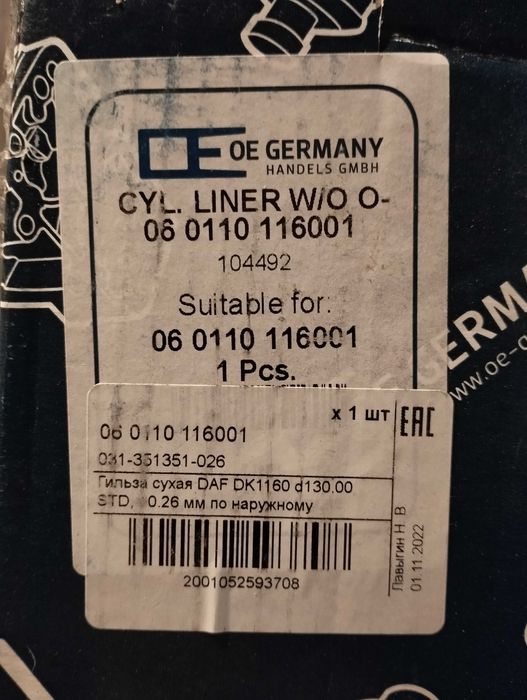 OE GERMANY
HANDELS GMBH
CYL. LINER W/O O-
06 0110 116001
104492
Suitable for:
06 0110 116001
1 Pcs.
x 1 шт
EAC
06 0110 116001
031-351351-026
Гильза сухая DAF DK1160 d130.00
STD, 0.26 мм по наружному
2001052593708
Лавыгин Н. В
01.11.2022
GERM
www.oe-g